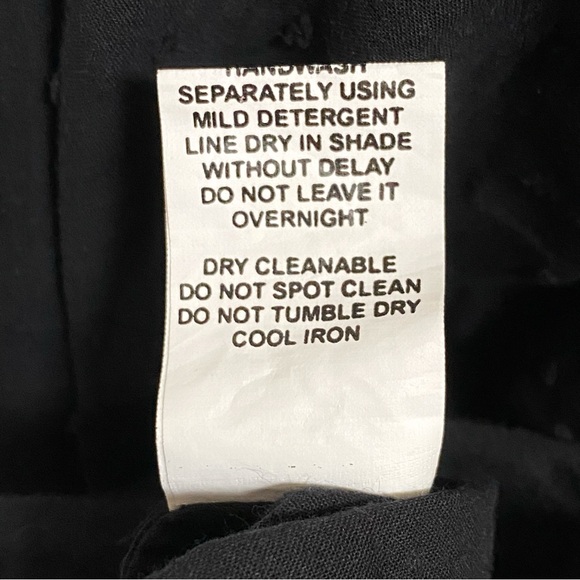 HANDWASH
SEPARATELY USING
MILD DETERGENT
LINE DRY IN SHADE
WITHOUT DELAY
DO NOT LEAVE IT
OVERNIGHT
DRY CLEANABLE
DO NOT SPOT CLEAN
DO NOT TUMBLE DRY
COOL IRON